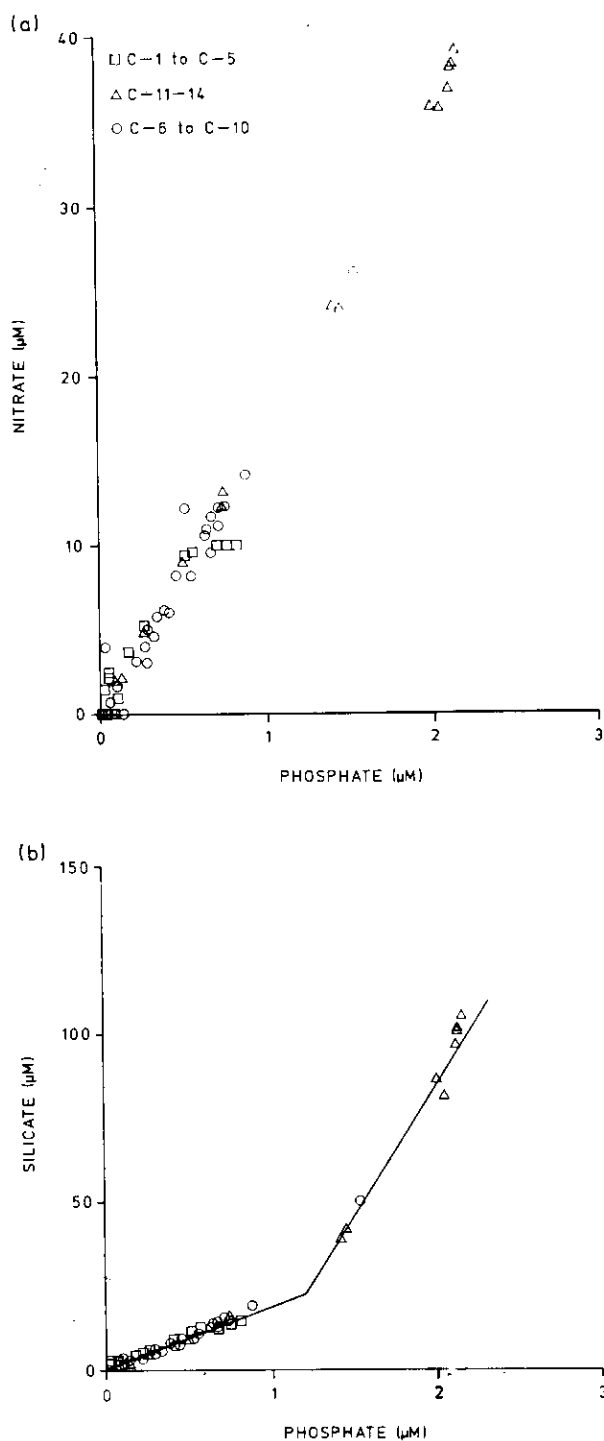 (a)
40
□ C-1 to C-5
△ C-11-14
○ C-6 to C-10
30
20
10
0
NITRATE (µM)
0 1 2 3
PHOSPHATE (µM)
(b)
150
100
50
0
SILICATE (µM)
0 1 2 3
PHOSPHATE (µM)